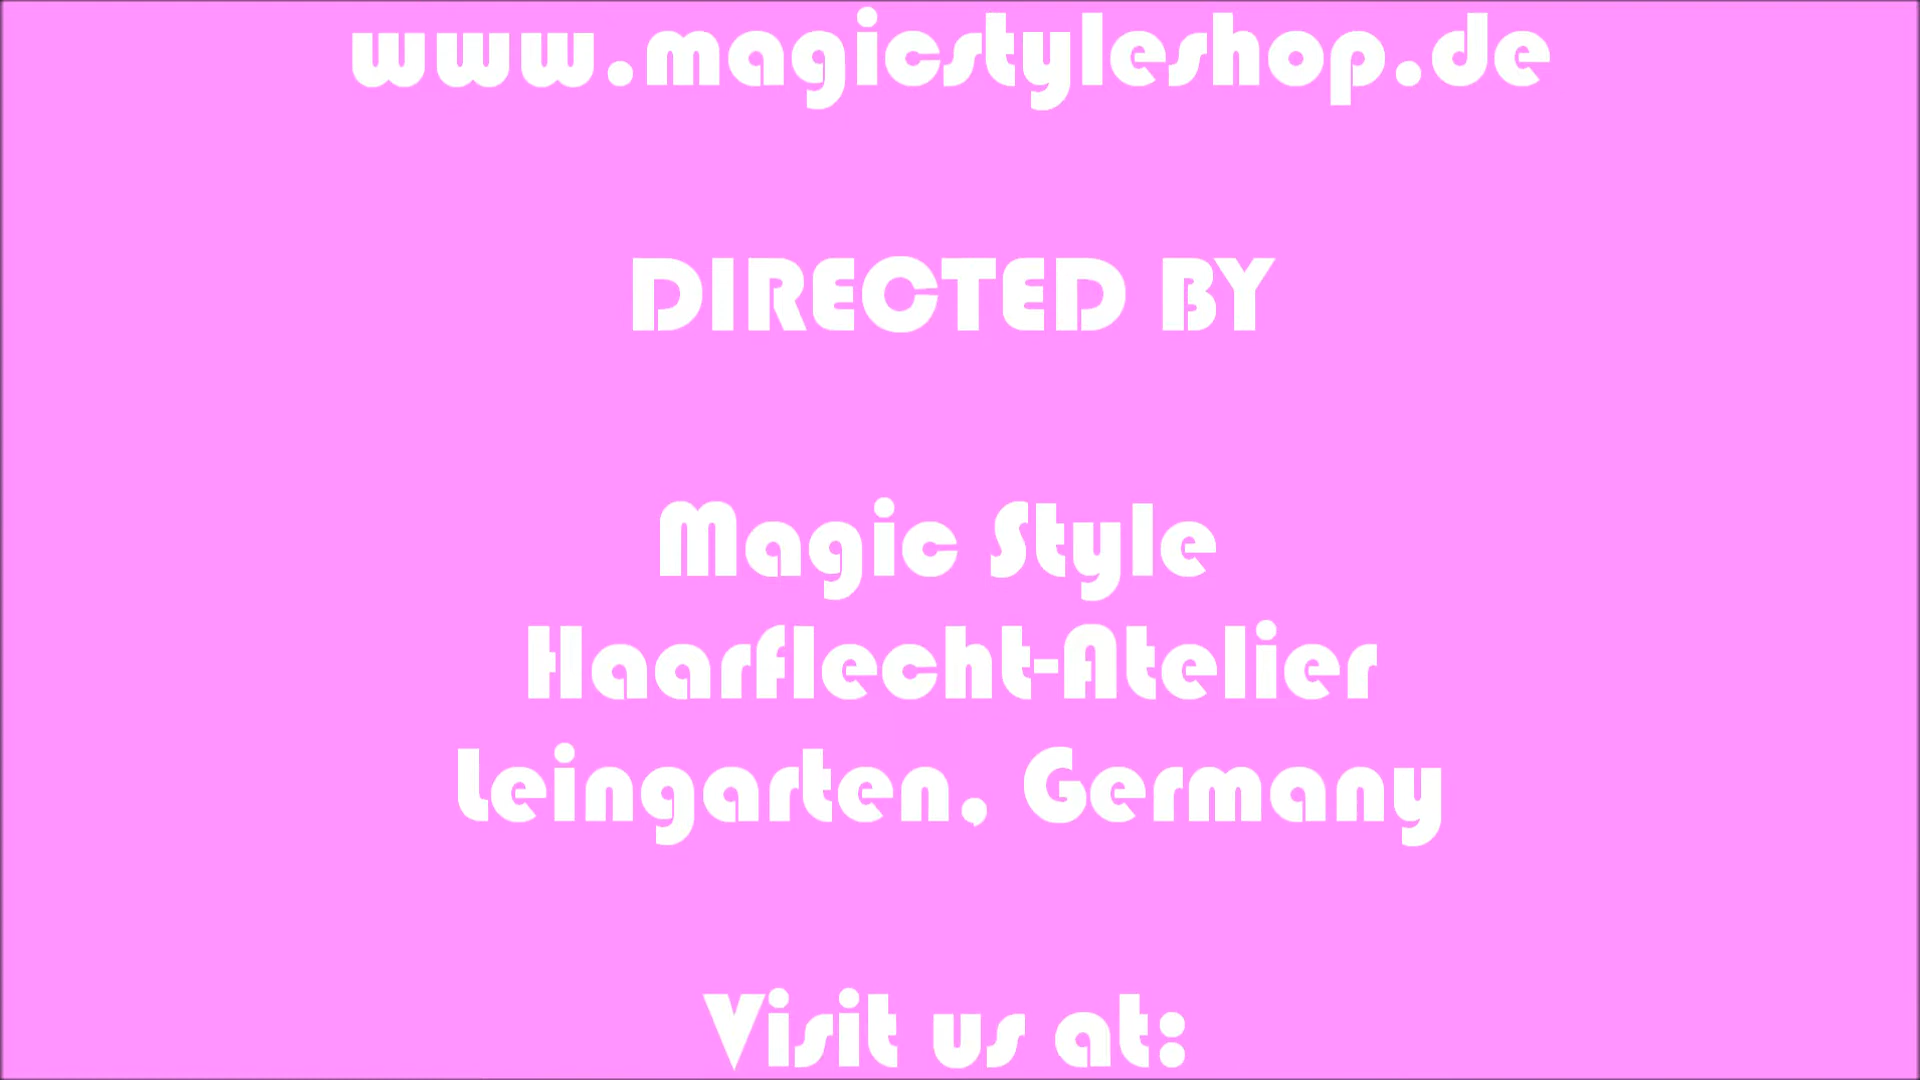 www.magicstyleshop.de
DIRECTED BY
Magic Style
Haarflecht-Atelier
Leingarten, Germany
Visit us at: